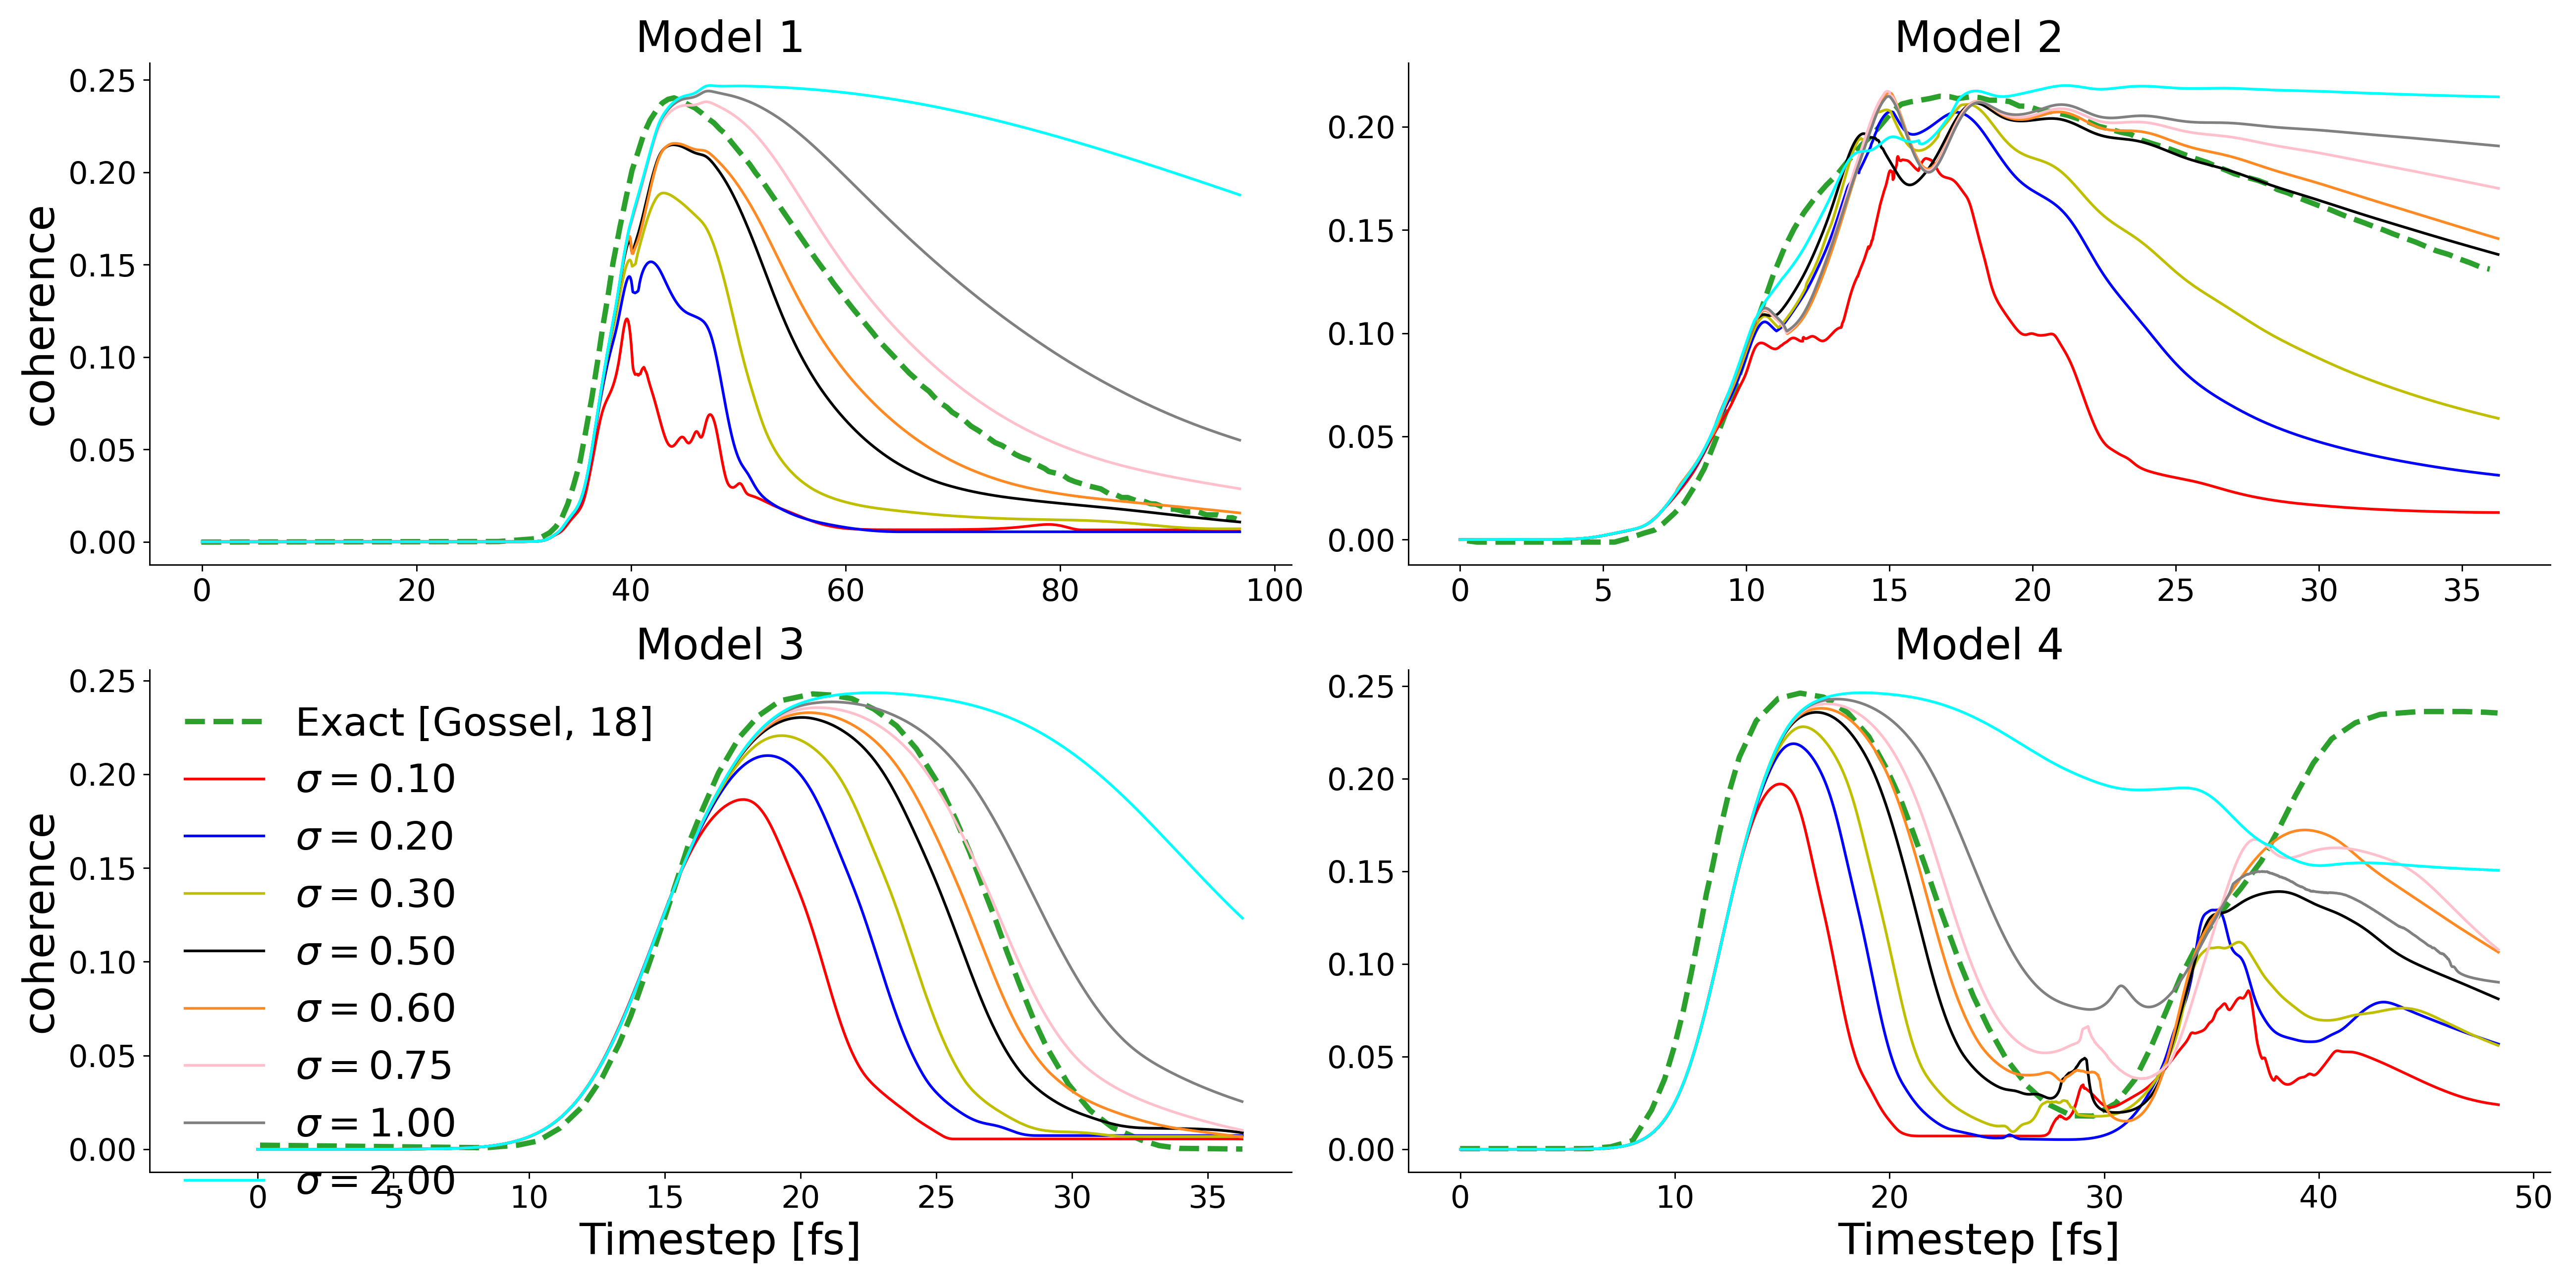 Model 1
0.25
0.20
0.15
0.10
0.05
0.00
coherence
0 20 40 60 80 100
Model 2
0.20
0.15
0.10
0.05
0.00
0 5 10 15 20 25 30 35
Model 3
0.25
0.20
0.15
0.10
0.05
0.00
coherence
Exact [Gossel, 18]
σ = 0.10
σ = 0.20
σ = 0.30
σ = 0.50
σ = 0.60
σ = 0.75
σ = 1.00
σ = 2.00
0 5 10 15 20 25 30 35
Timestep [fs]
Model 4
0.25
0.20
0.15
0.10
0.05
0.00
0 10 20 30 40 50
Timestep [fs]